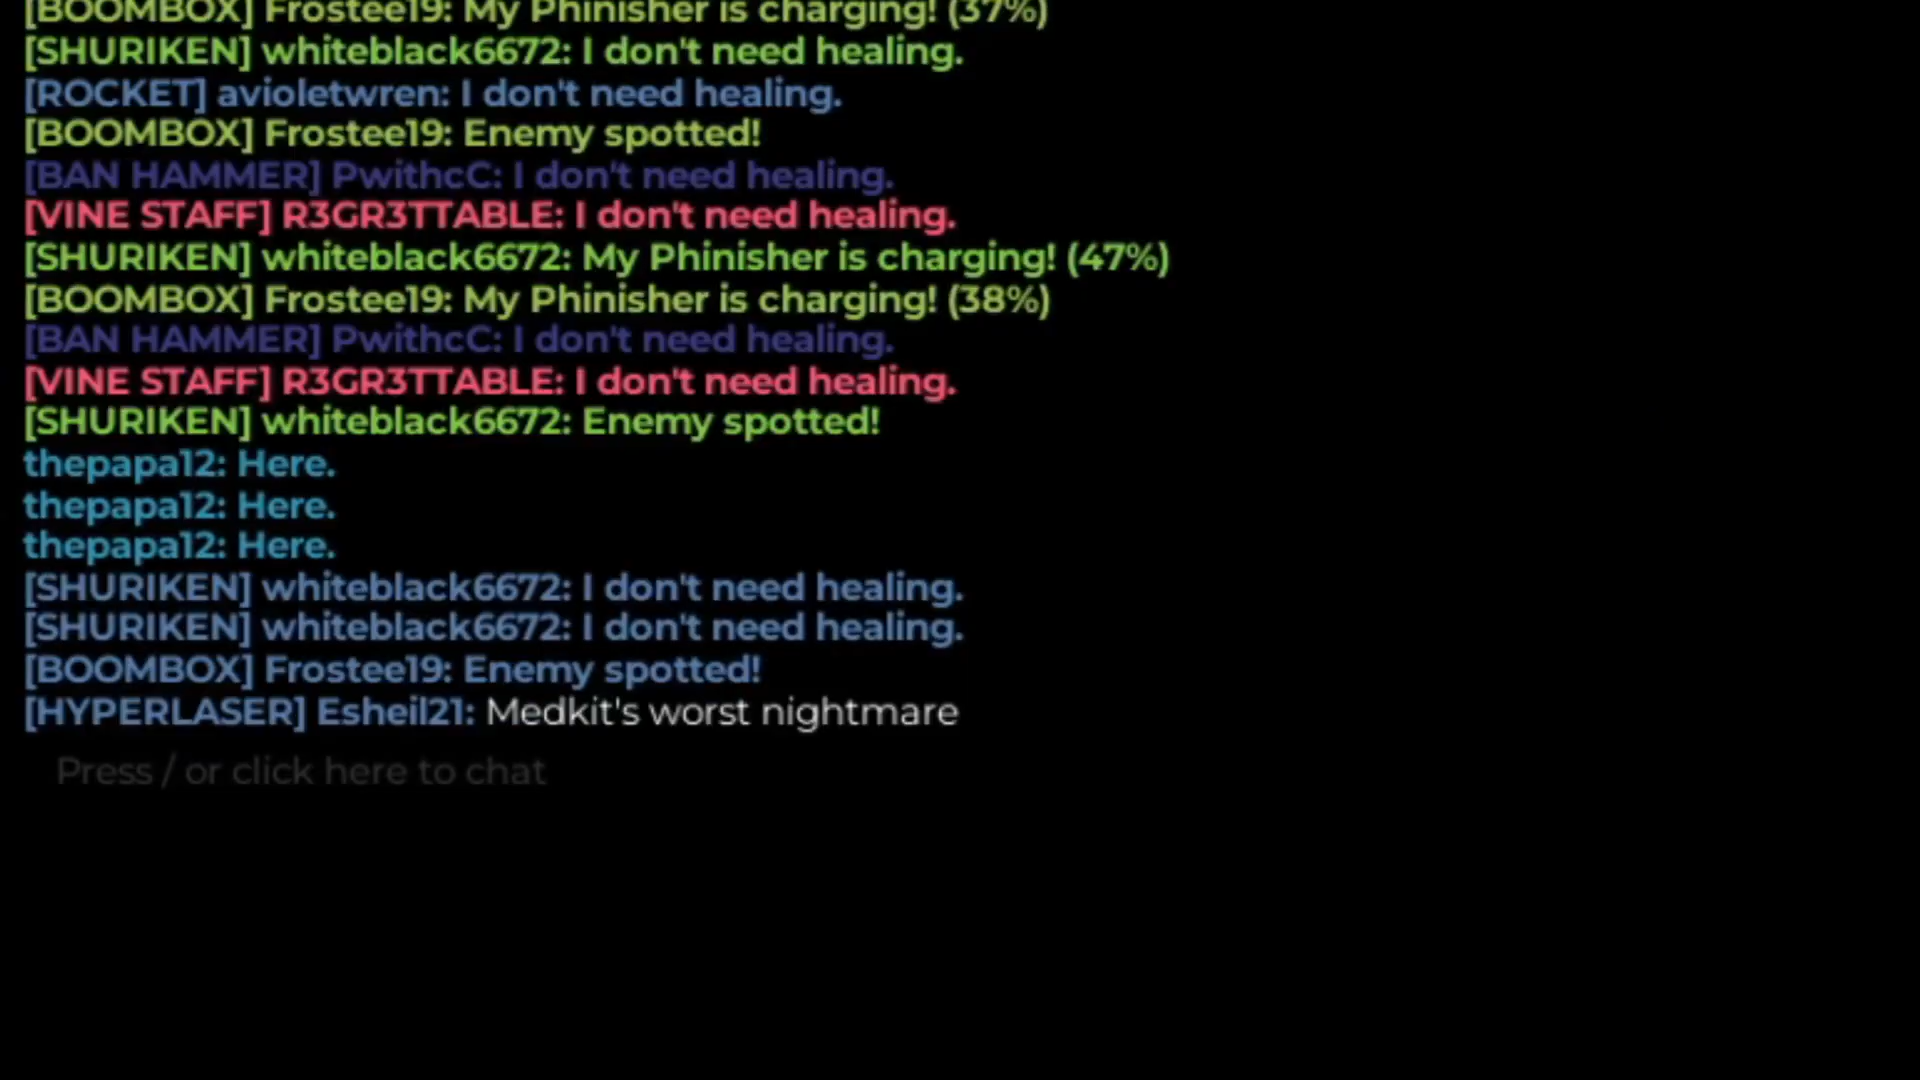 [BOOMBOX] Frostee19: My Phinisher is charging! (37%)
[SHURIKEN] whiteblack6672: I don't need healing.
[ROCKET] avioletwren: I don't need healing.
[BOOMBOX] Frostee19: Enemy spotted!
[BAN HAMMER] PwithcC: I don't need healing.
[VINE STAFF] R3GR3TTABLE: I don't need healing.
[SHURIKEN] whiteblack6672: My Phinisher is charging! (47%)
[BOOMBOX] Frostee19: My Phinisher is charging! (38%)
[BAN HAMMER] PwithcC: I don't need healing.
[VINE STAFF] R3GR3TTABLE: I don't need healing.
[SHURIKEN] whiteblack6672: Enemy spotted!
thepapa12: Here.
thepapa12: Here.
thepapa12: Here.
[SHURIKEN] whiteblack6672: I don't need healing.
[SHURIKEN] whiteblack6672: I don't need healing.
[BOOMBOX] Frostee19: Enemy spotted!
[HYPERLASER] Esheil21: Medkit's worst nightmare
Press / or click here to chat